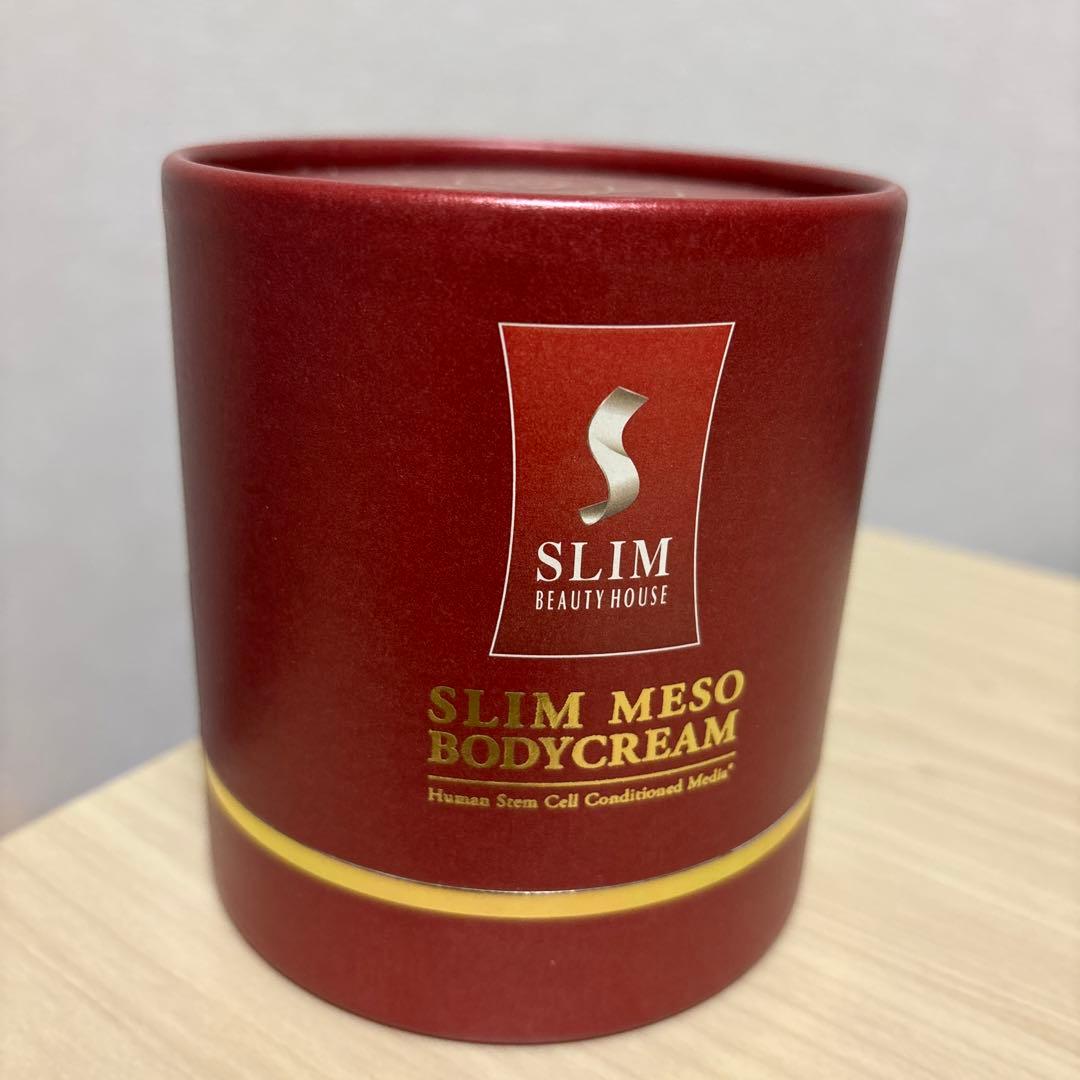 SLIM
BEAUTY HOUSE
SLIM MESO
BODYCREAM
Human Stem Cell Conditioned Media*